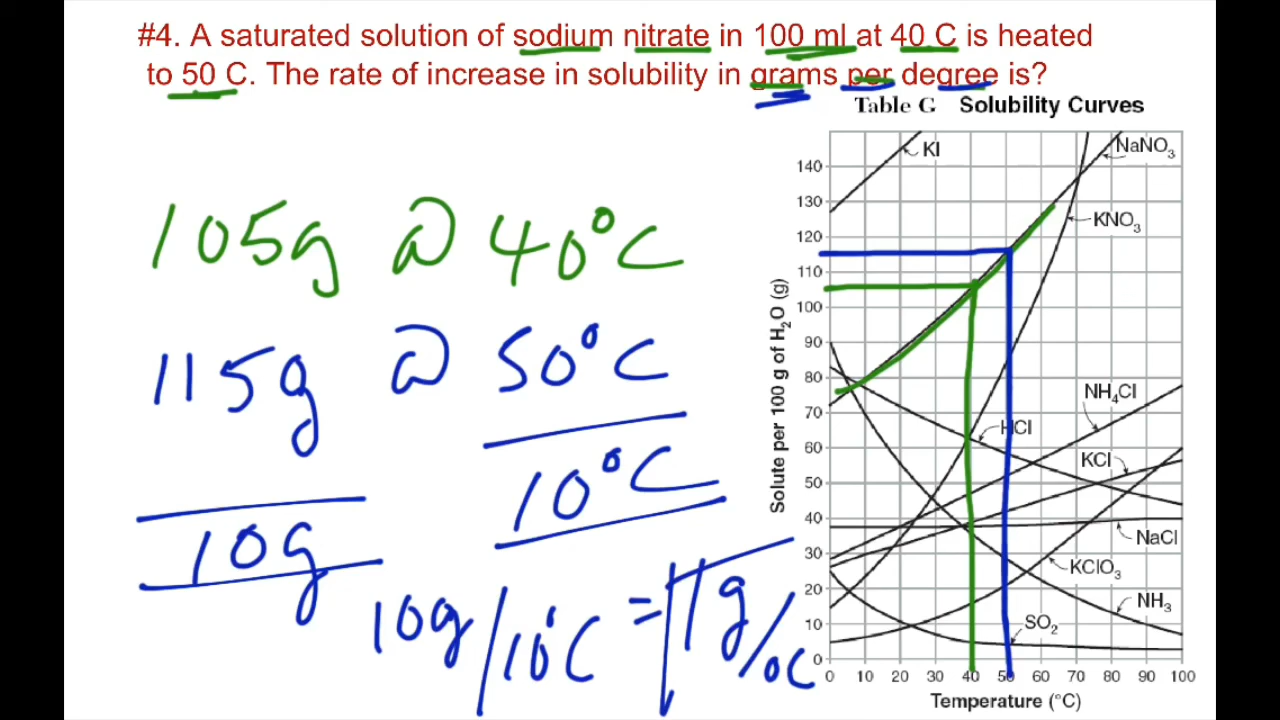 #4. A saturated solution of sodium nitrate in 100 ml at 40 C is heated
to 50 C. The rate of increase in solubility in grams per degree is?
Table G Solubility Curves
105g @ 40°C
115g @ 50°C
10g 10°C
10g/10°C = 1g/°C
Solute per 100 g of H₂O (g)
140
130
120
110
100
90
80
70
60
50
40
30
20
10
0
KI
NaNO₃
KNO₃
HCl
NH₄Cl
KCl
NaCl
KClO₃
NH₃
SO₂
0 10 20 30 40 50 60 70 80 90 100
Temperature (°C)